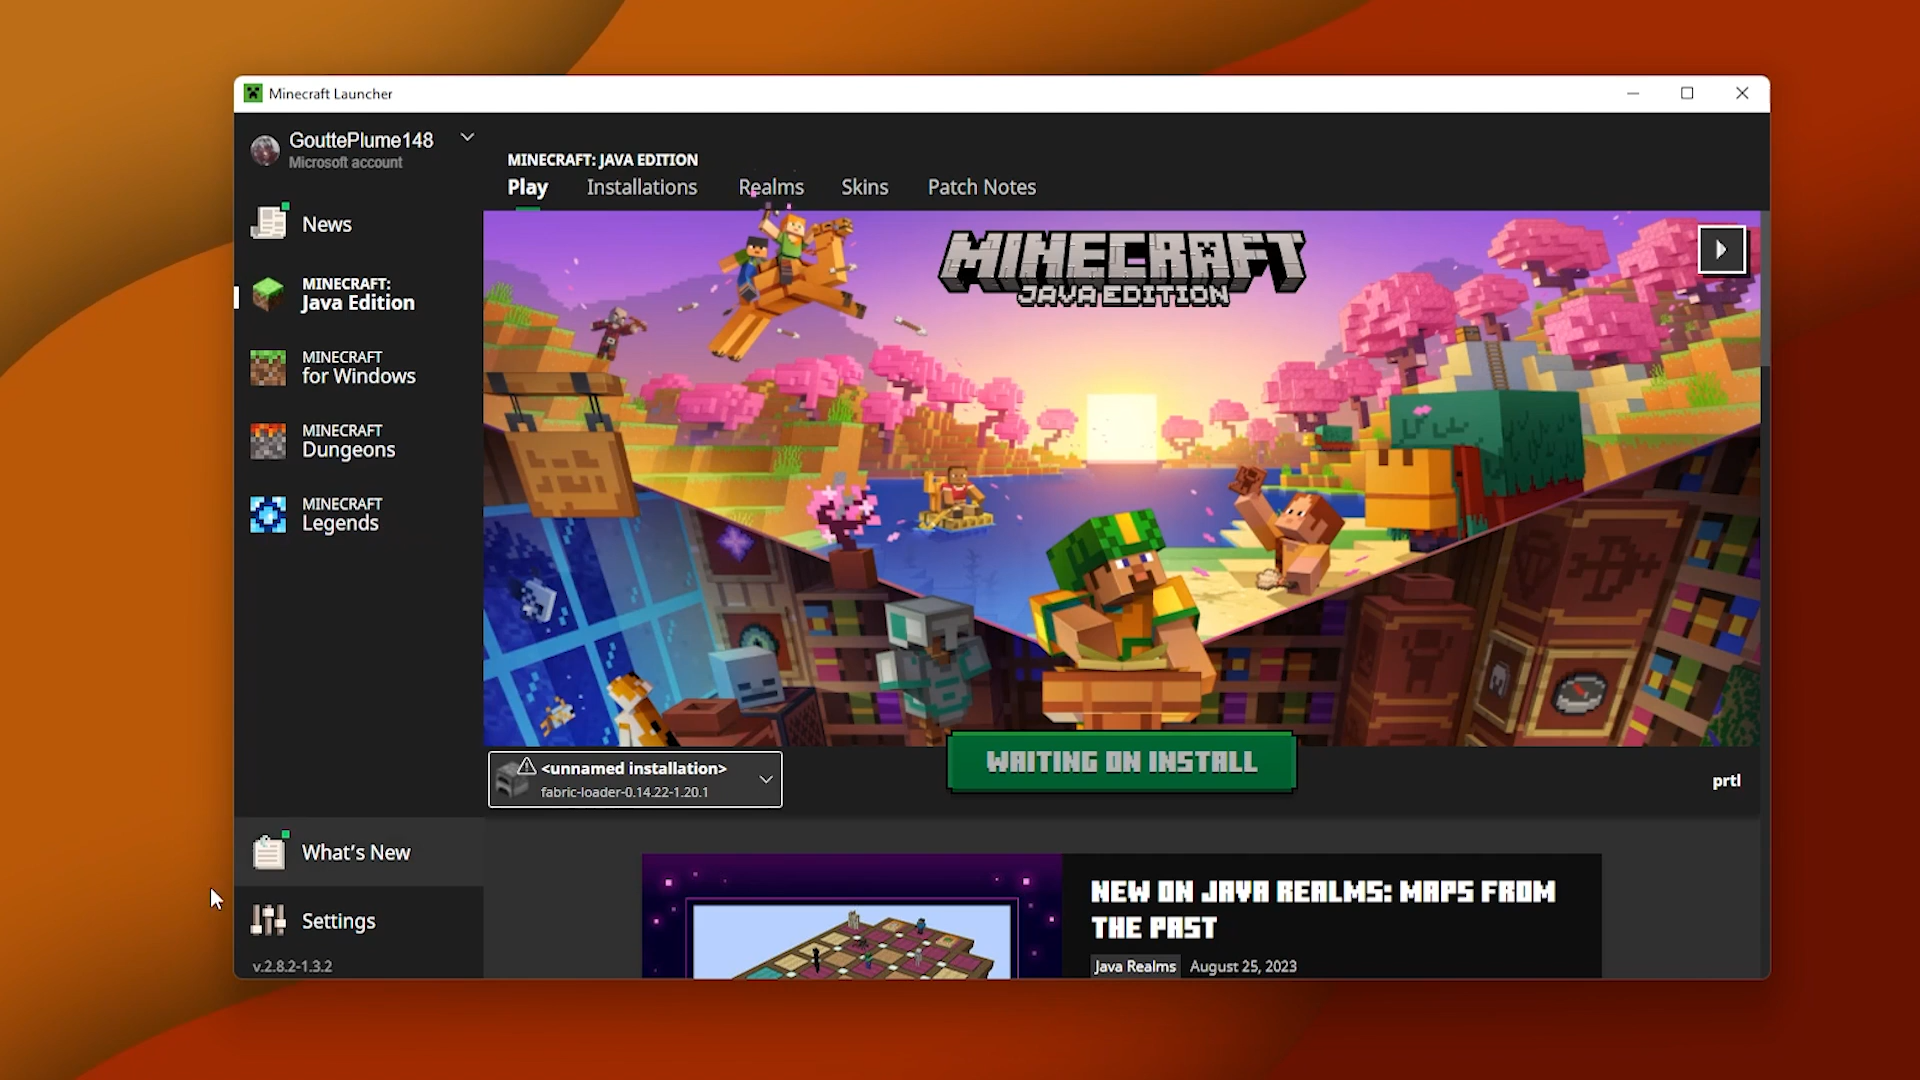 Minecraft Launcher
GouttePlume148
Microsoft account
News
MINECRAFT:
Java Edition
MINECRAFT
for Windows
MINECRAFT
Dungeons
MINECRAFT
Legends
What's New
Settings
v.2.8.2-1.3.2
MINECRAFT: JAVA EDITION
Play Installations Realms Skins Patch Notes
MINECRAFT
JAVA EDITION
<unnamed installation>
fabric-loader-0.14.22-1.20.1
WAITING ON INSTALL
prtl
NEW ON JAVA REALMS: MAPS FROM
THE PAST
Java Realms August 25, 2023